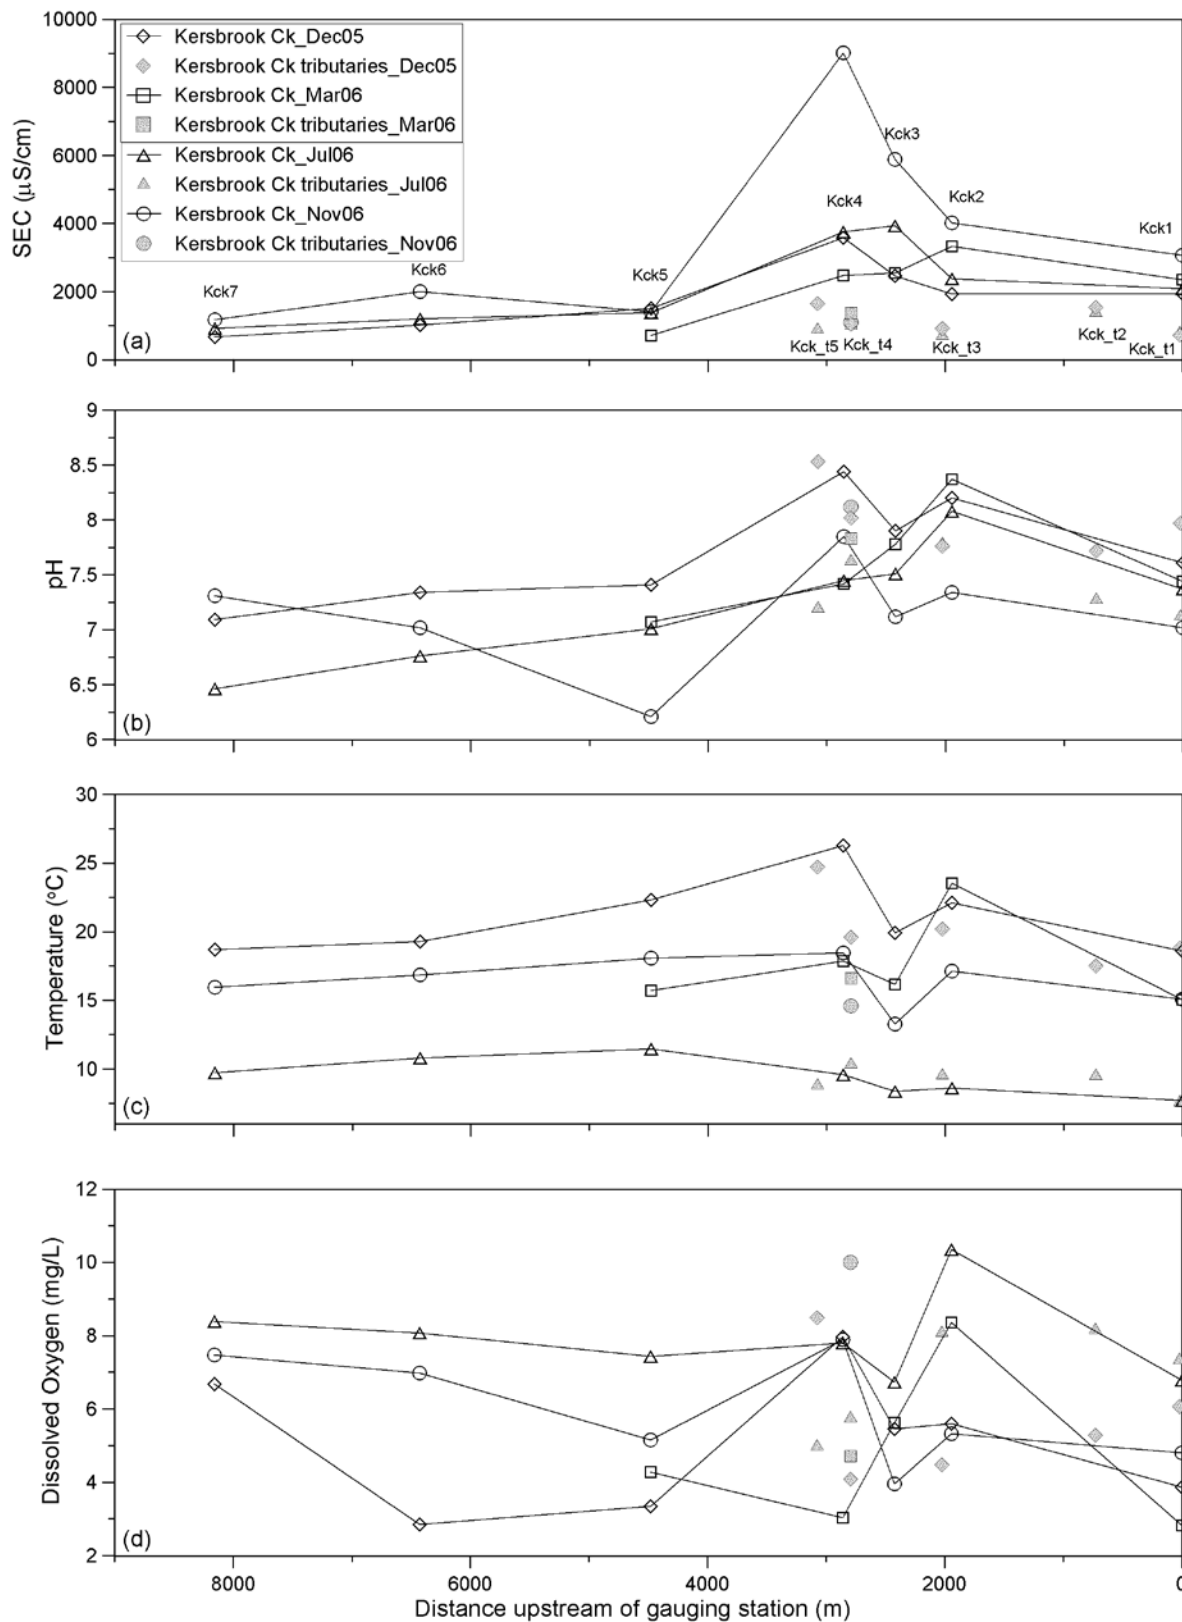 10000
8000
6000
4000
2000
0
SEC (µS/cm)
Kersbrook Ck_Dec05
Kersbrook Ck tributaries_Dec05
Kersbrook Ck_Mar06
Kersbrook Ck tributaries_Mar06
Kersbrook Ck_Jul06
Kersbrook Ck tributaries_Jul06
Kersbrook Ck_Nov06
Kersbrook Ck tributaries_Nov06
Kck7
Kck6
Kck5
Kck4
Kck3
Kck2
Kck1
Kck_t5
Kck_t4
Kck_t3
Kck_t2
Kck_t1
(a)
9
8.5
8
7.5
7
6.5
6
pH
(b)
30
25
20
15
10
Temperature (°C)
(c)
12
10
8
6
4
2
Dissolved Oxygen (mg/L)
(d)
8000
6000
4000
2000
0
Distance upstream of gauging station (m)